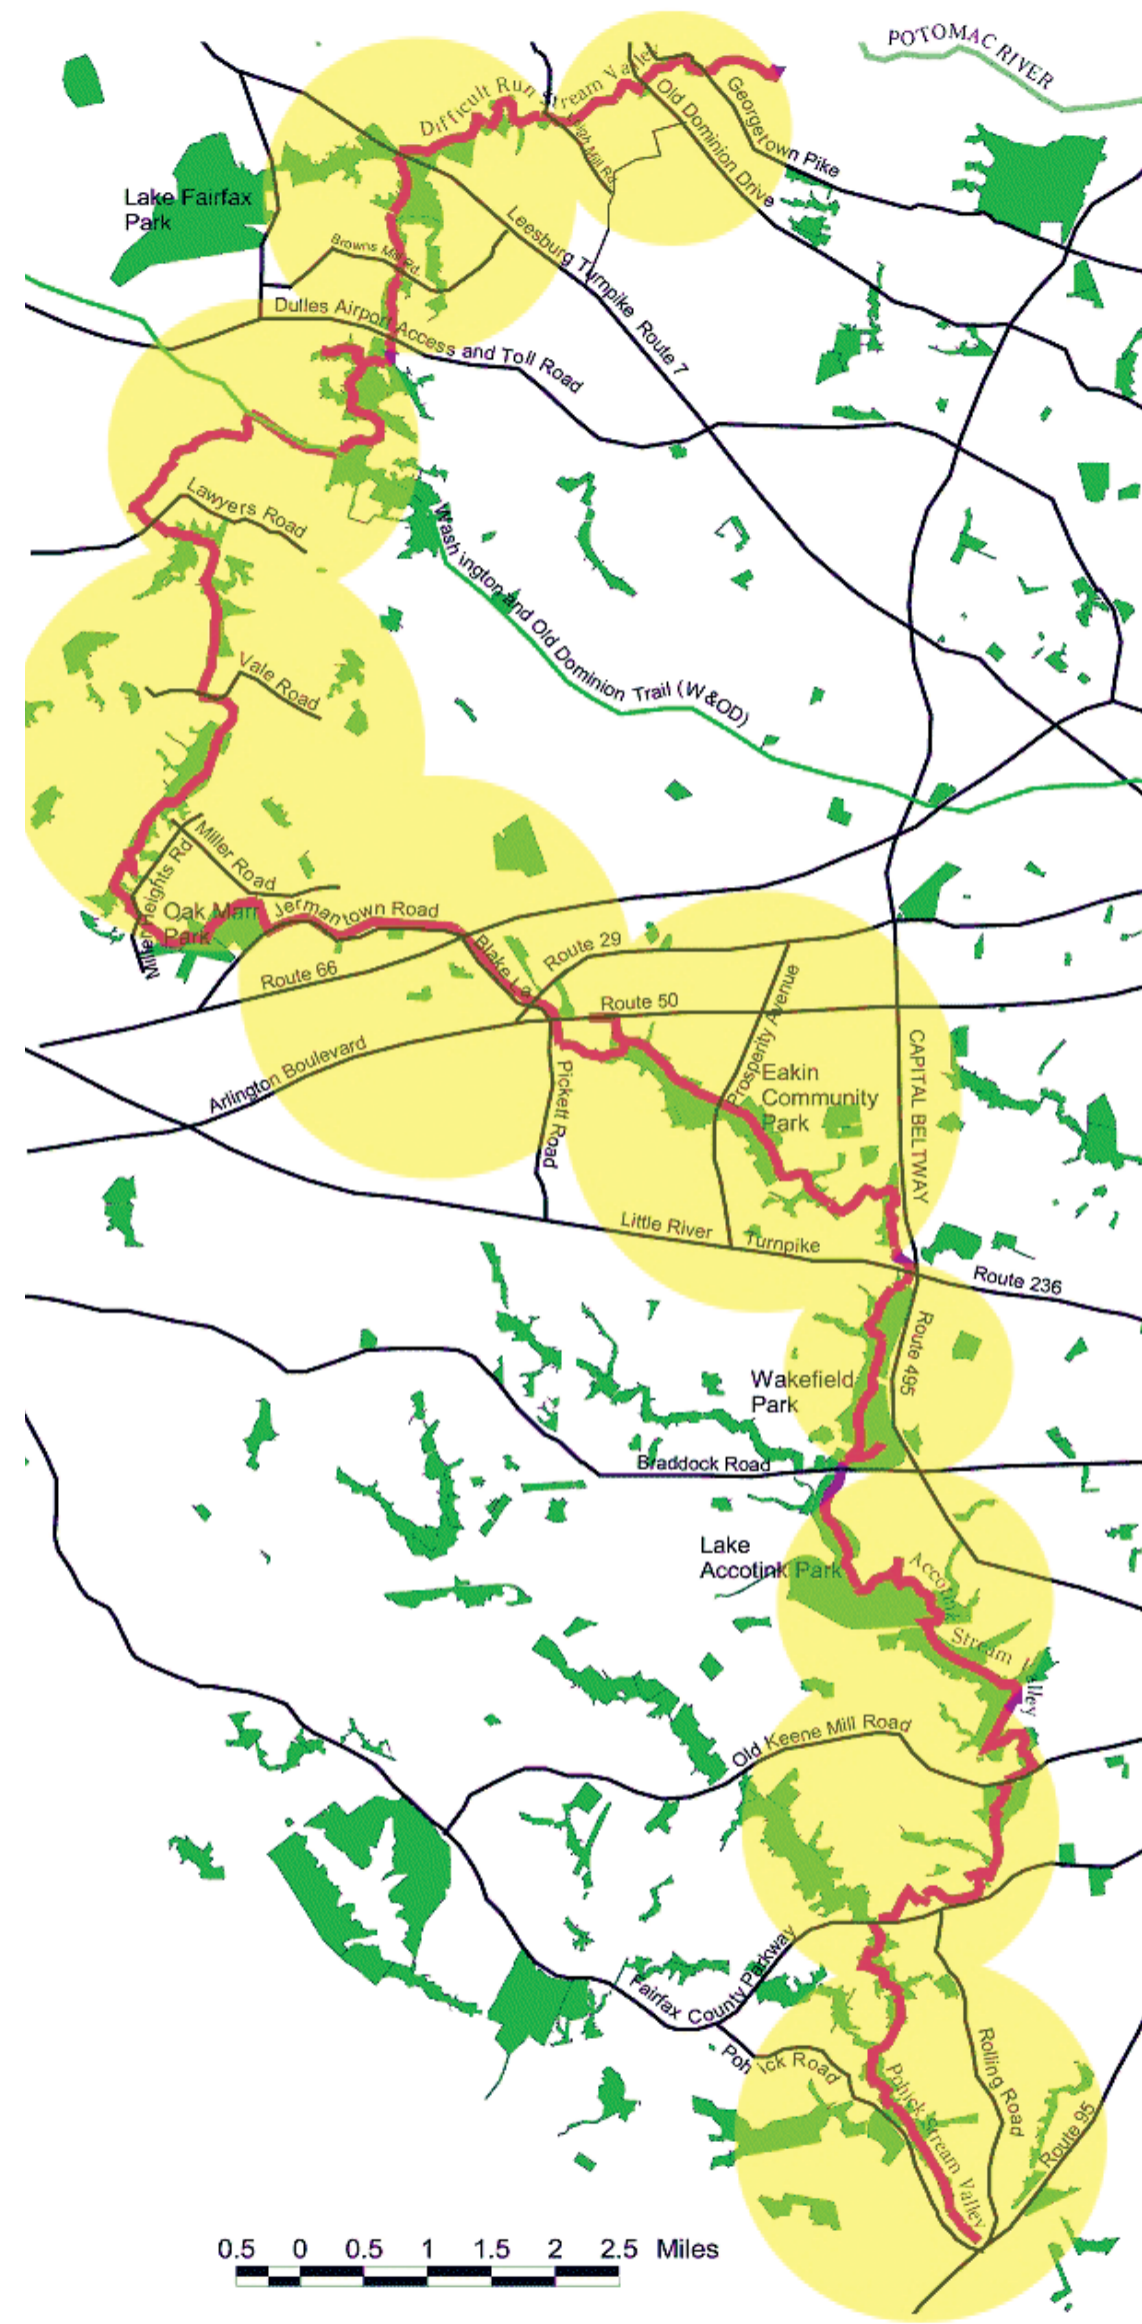 POTOMAC RIVER
Difficult Run Stream Valley
Georgetown Pike
Old Dominion Drive
Leigh Mill Rd.
Lake Fairfax
Park
Browns Mill Rd.
Leesburg Turnpike Route 7
Dulles Airport Access and Toll Road
Lawyers Road
Washington and Old Dominion Trail (W&OD)
Vale Road
Miller Road
Miller Heights Rd
Oak Marr
Park
Jermantown Road
Blake La
Route 29
Route 66
Route 50
Prosperity Avenue
Arlington Boulevard
Pickett Road
Eakin
Community
Park
CAPITAL BELTWAY
Little River Turnpike
Route 236
Route 495
Wakefield
Park
Braddock Road
Lake
Accotink Park
Accotink Stream Valley
Old Keene Mill Road
Fairfax County Parkway
Pohick Road
Rolling Road
Pohick Stream Valley
Route 95
0.5 0 0.5 1 1.5 2 2.5 Miles